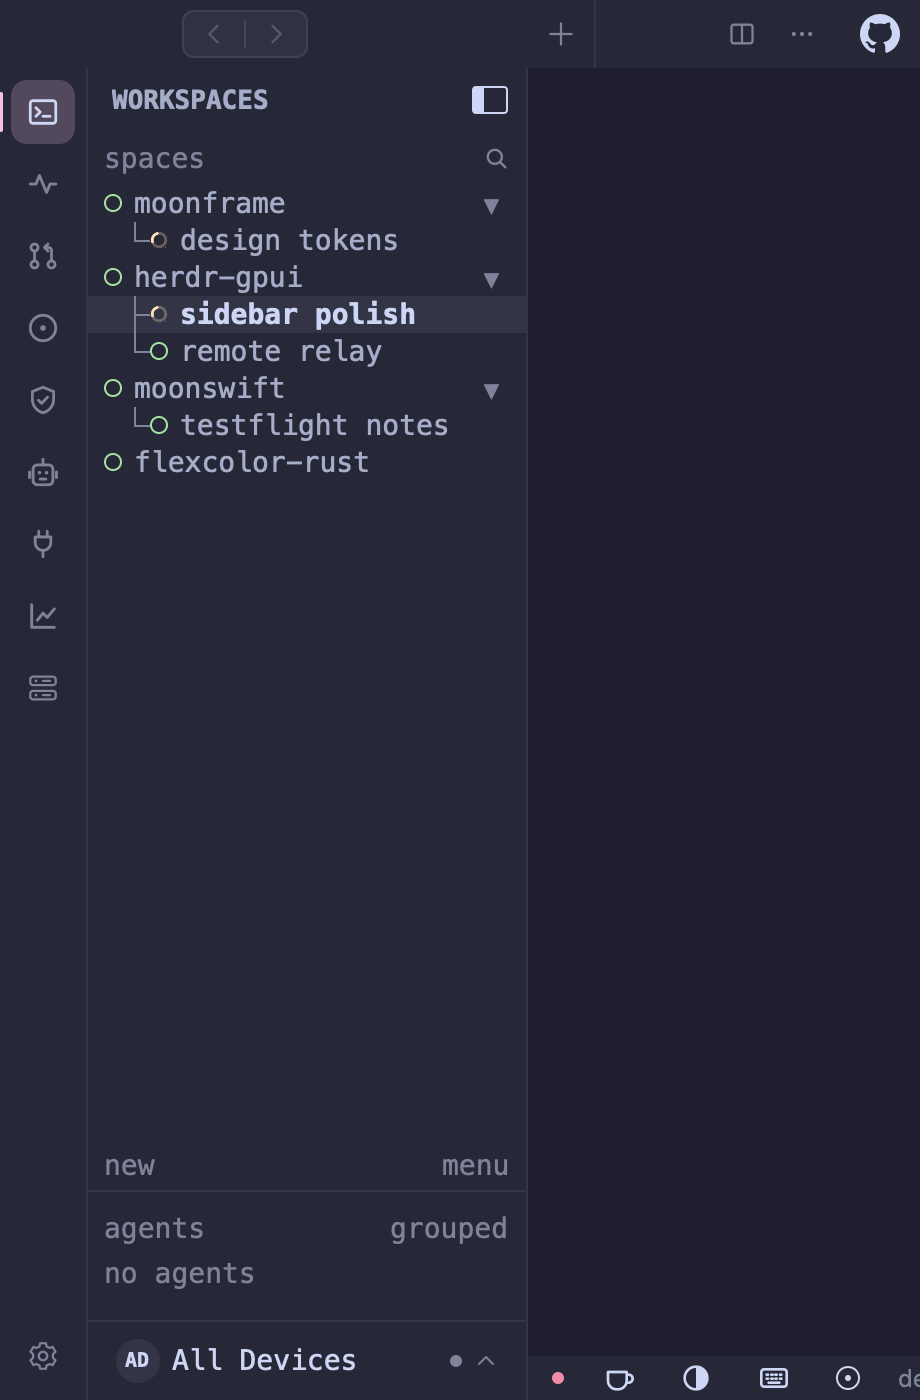 WORKSPACES
spaces
moonframe
design tokens
herdr-gpui
sidebar polish
remote relay
moonswift
testflight notes
flexcolor-rust
new menu
agents grouped
no agents
AD All Devices